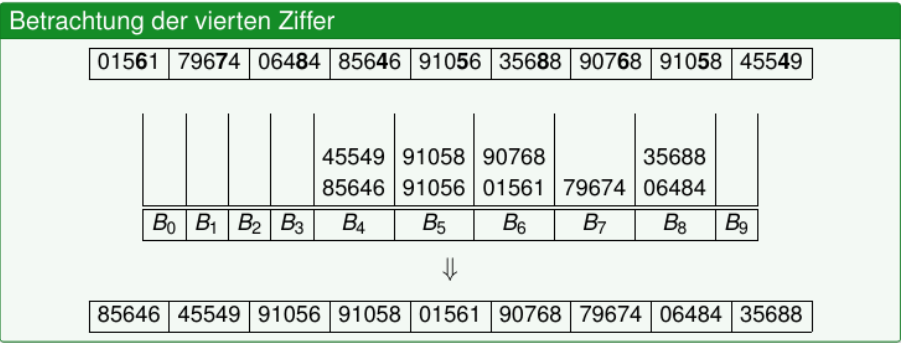 Betrachtung der vierten Ziffer
01561 79674 06484 85646 91056 35688 90768 91058 45549
45549 91058 90768 35688
85646 91056 01561 79674 06484
B0 B1 B2 B3 B4 B5 B6 B7 B8 B9
⇓
85646 45549 91056 91058 01561 90768 79674 06484 35688